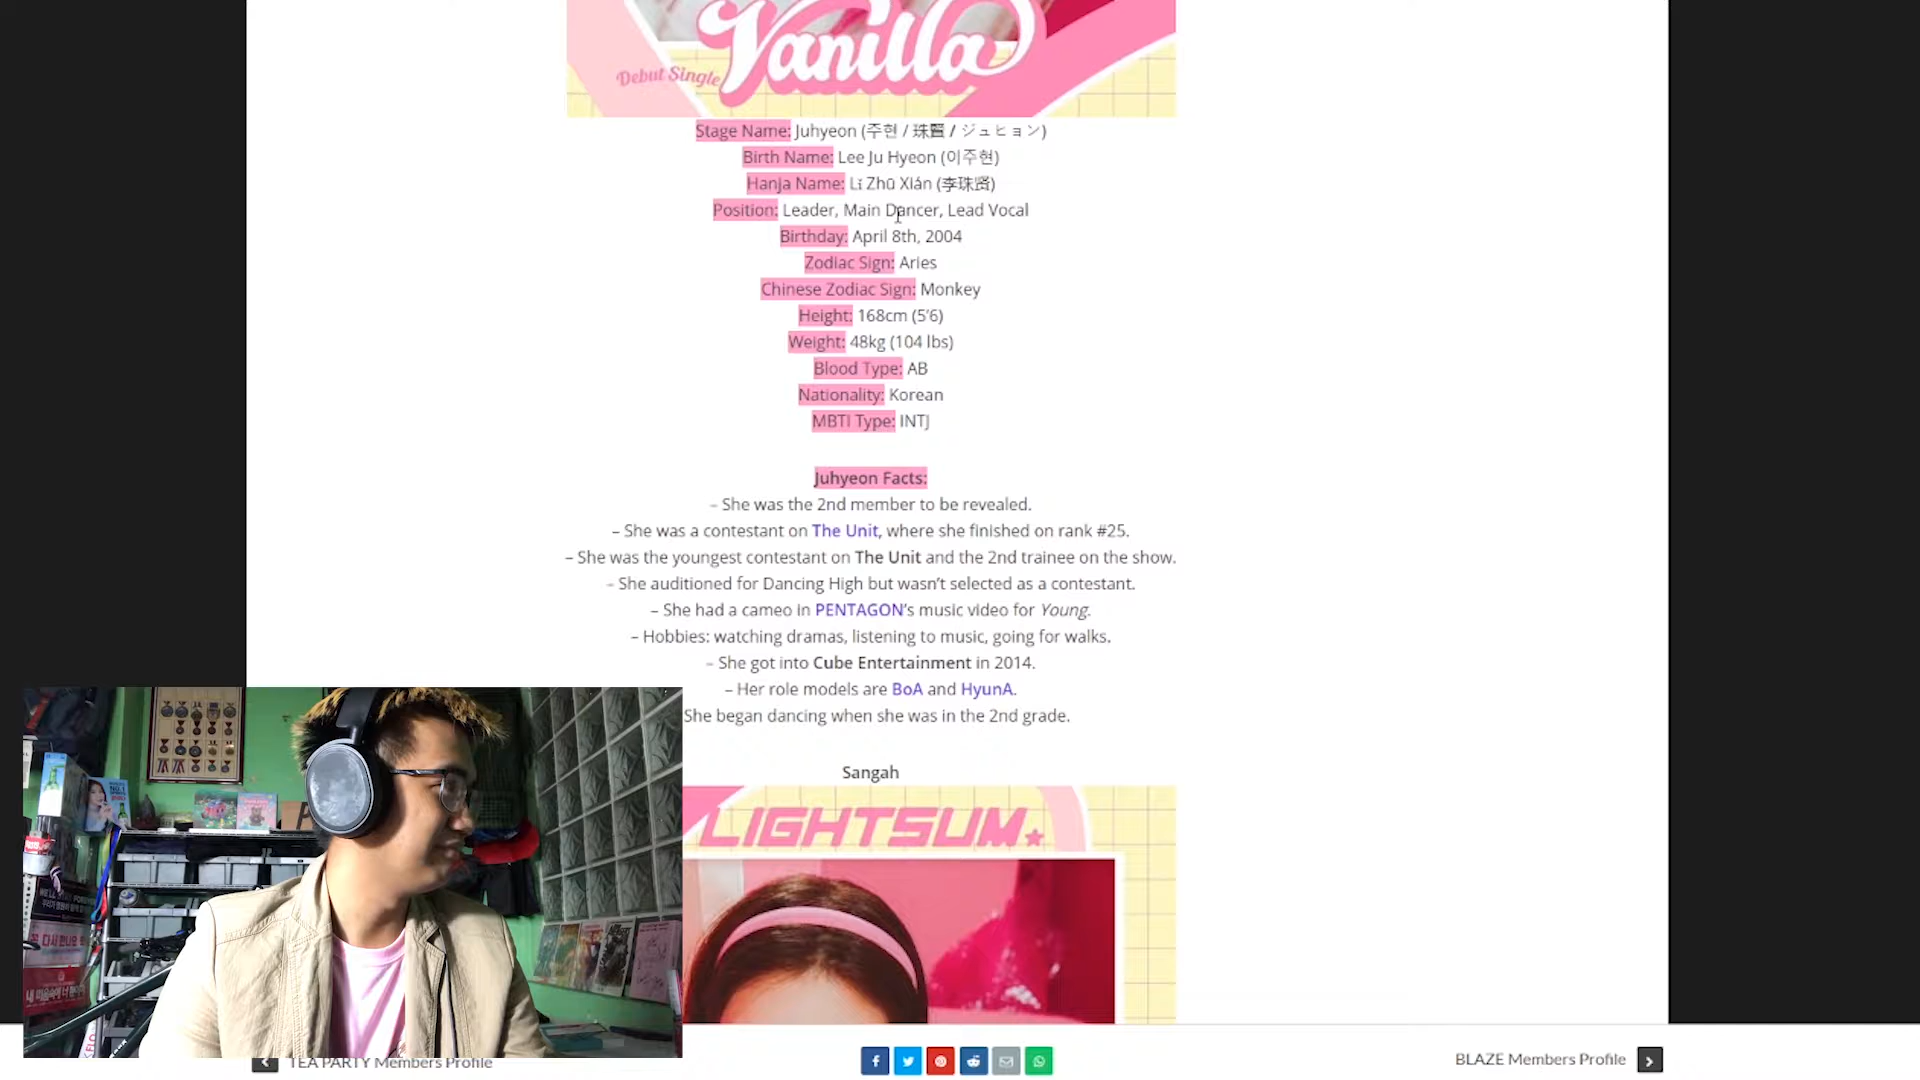 Debut Single
Vanilla
Stage Name: Juhyeon (주현 / 珠賢 / ジュヒョン)
Birth Name: Lee Ju Hyeon (이주현)
Hanja Name: Lǐ Zhū Xián (李珠贤)
Position: Leader, Main Dancer, Lead Vocal
Birthday: April 8th, 2004
Zodiac Sign: Aries
Chinese Zodiac Sign: Monkey
Height: 168cm (5’6)
Weight: 48kg (104 lbs)
Blood Type: AB
Nationality: Korean
MBTI Type: INTJ
Juhyeon Facts:
– She was the 2nd member to be revealed.
– She was a contestant on The Unit, where she finished on rank #25.
– She was the youngest contestant on The Unit and the 2nd trainee on the show.
– She auditioned for Dancing High but wasn’t selected as a contestant.
– She had a cameo in PENTAGON’s music video for Young.
– Hobbies: watching dramas, listening to music, going for walks.
– She got into Cube Entertainment in 2014.
– Her role models are BoA and HyunA.
She began dancing when she was in the 2nd grade.
Sangah
LIGHTSUM
TEA PARTY Members Profile
BLAZE Members Profile